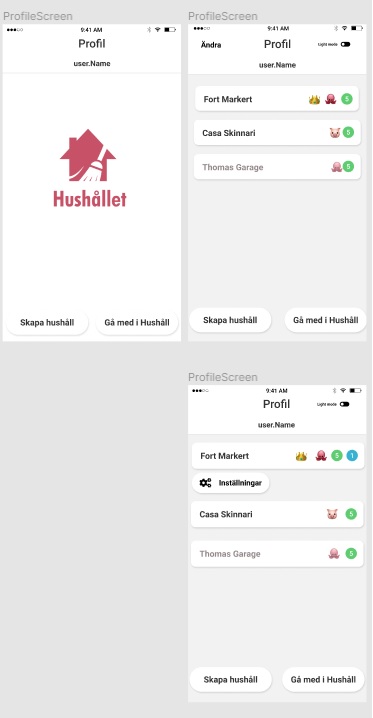 ProfileScreen
9:41 AM
Profil
user.Name
Hushållet
Skapa hushåll
Gå med i Hushåll
ProfileScreen
9:41 AM
Ändra
Profil
Light mode
user.Name
Fort Markert
5
Casa Skinnari
5
Thomas Garage
5
Skapa hushåll
Gå med i Hushåll
ProfileScreen
9:41 AM
Profil
Light mode
user.Name
Fort Markert
5
1
Inställningar
Casa Skinnari
5
Thomas Garage
5
Skapa hushåll
Gå med i Hushåll